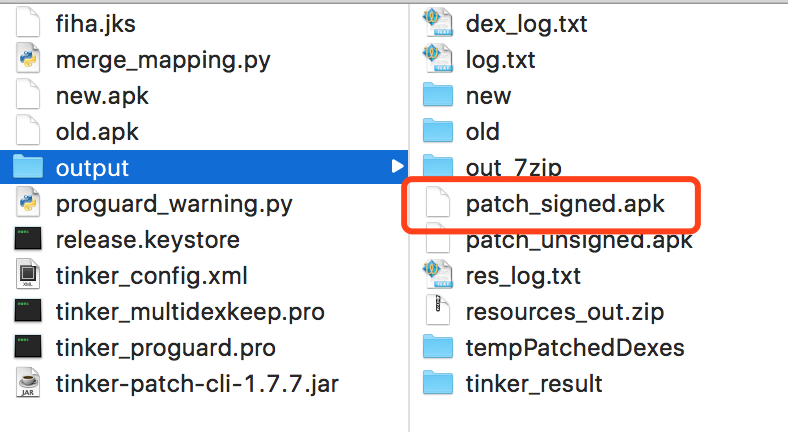 fiha.jks
merge_mapping.py
new.apk
old.apk
output
proguard_warning.py
release.keystore
tinker_config.xml
tinker_multidexkeep.pro
tinker_proguard.pro
tinker-patch-cli-1.7.7.jar
dex_log.txt
log.txt
new
old
out_7zip
patch_signed.apk
patch_unsigned.apk
res_log.txt
resources_out.zip
tempPatchedDexes
tinker_result